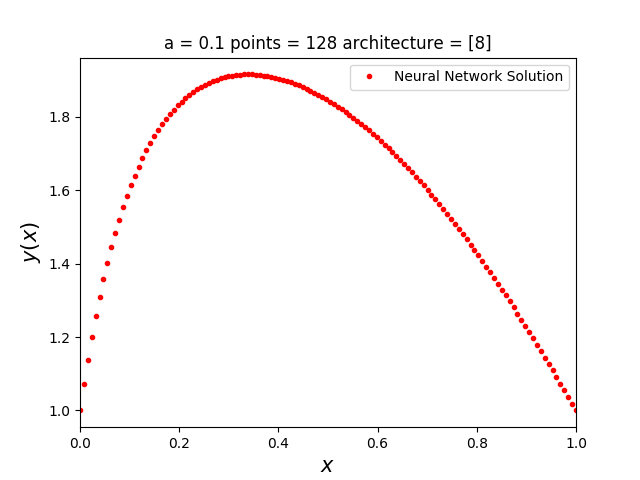 a = 0.1 points = 128 architecture = [8]
Neural Network Solution
y(x)
1.8
1.6
1.4
1.2
1.0
0.0 0.2 0.4 0.6 0.8 1.0
x